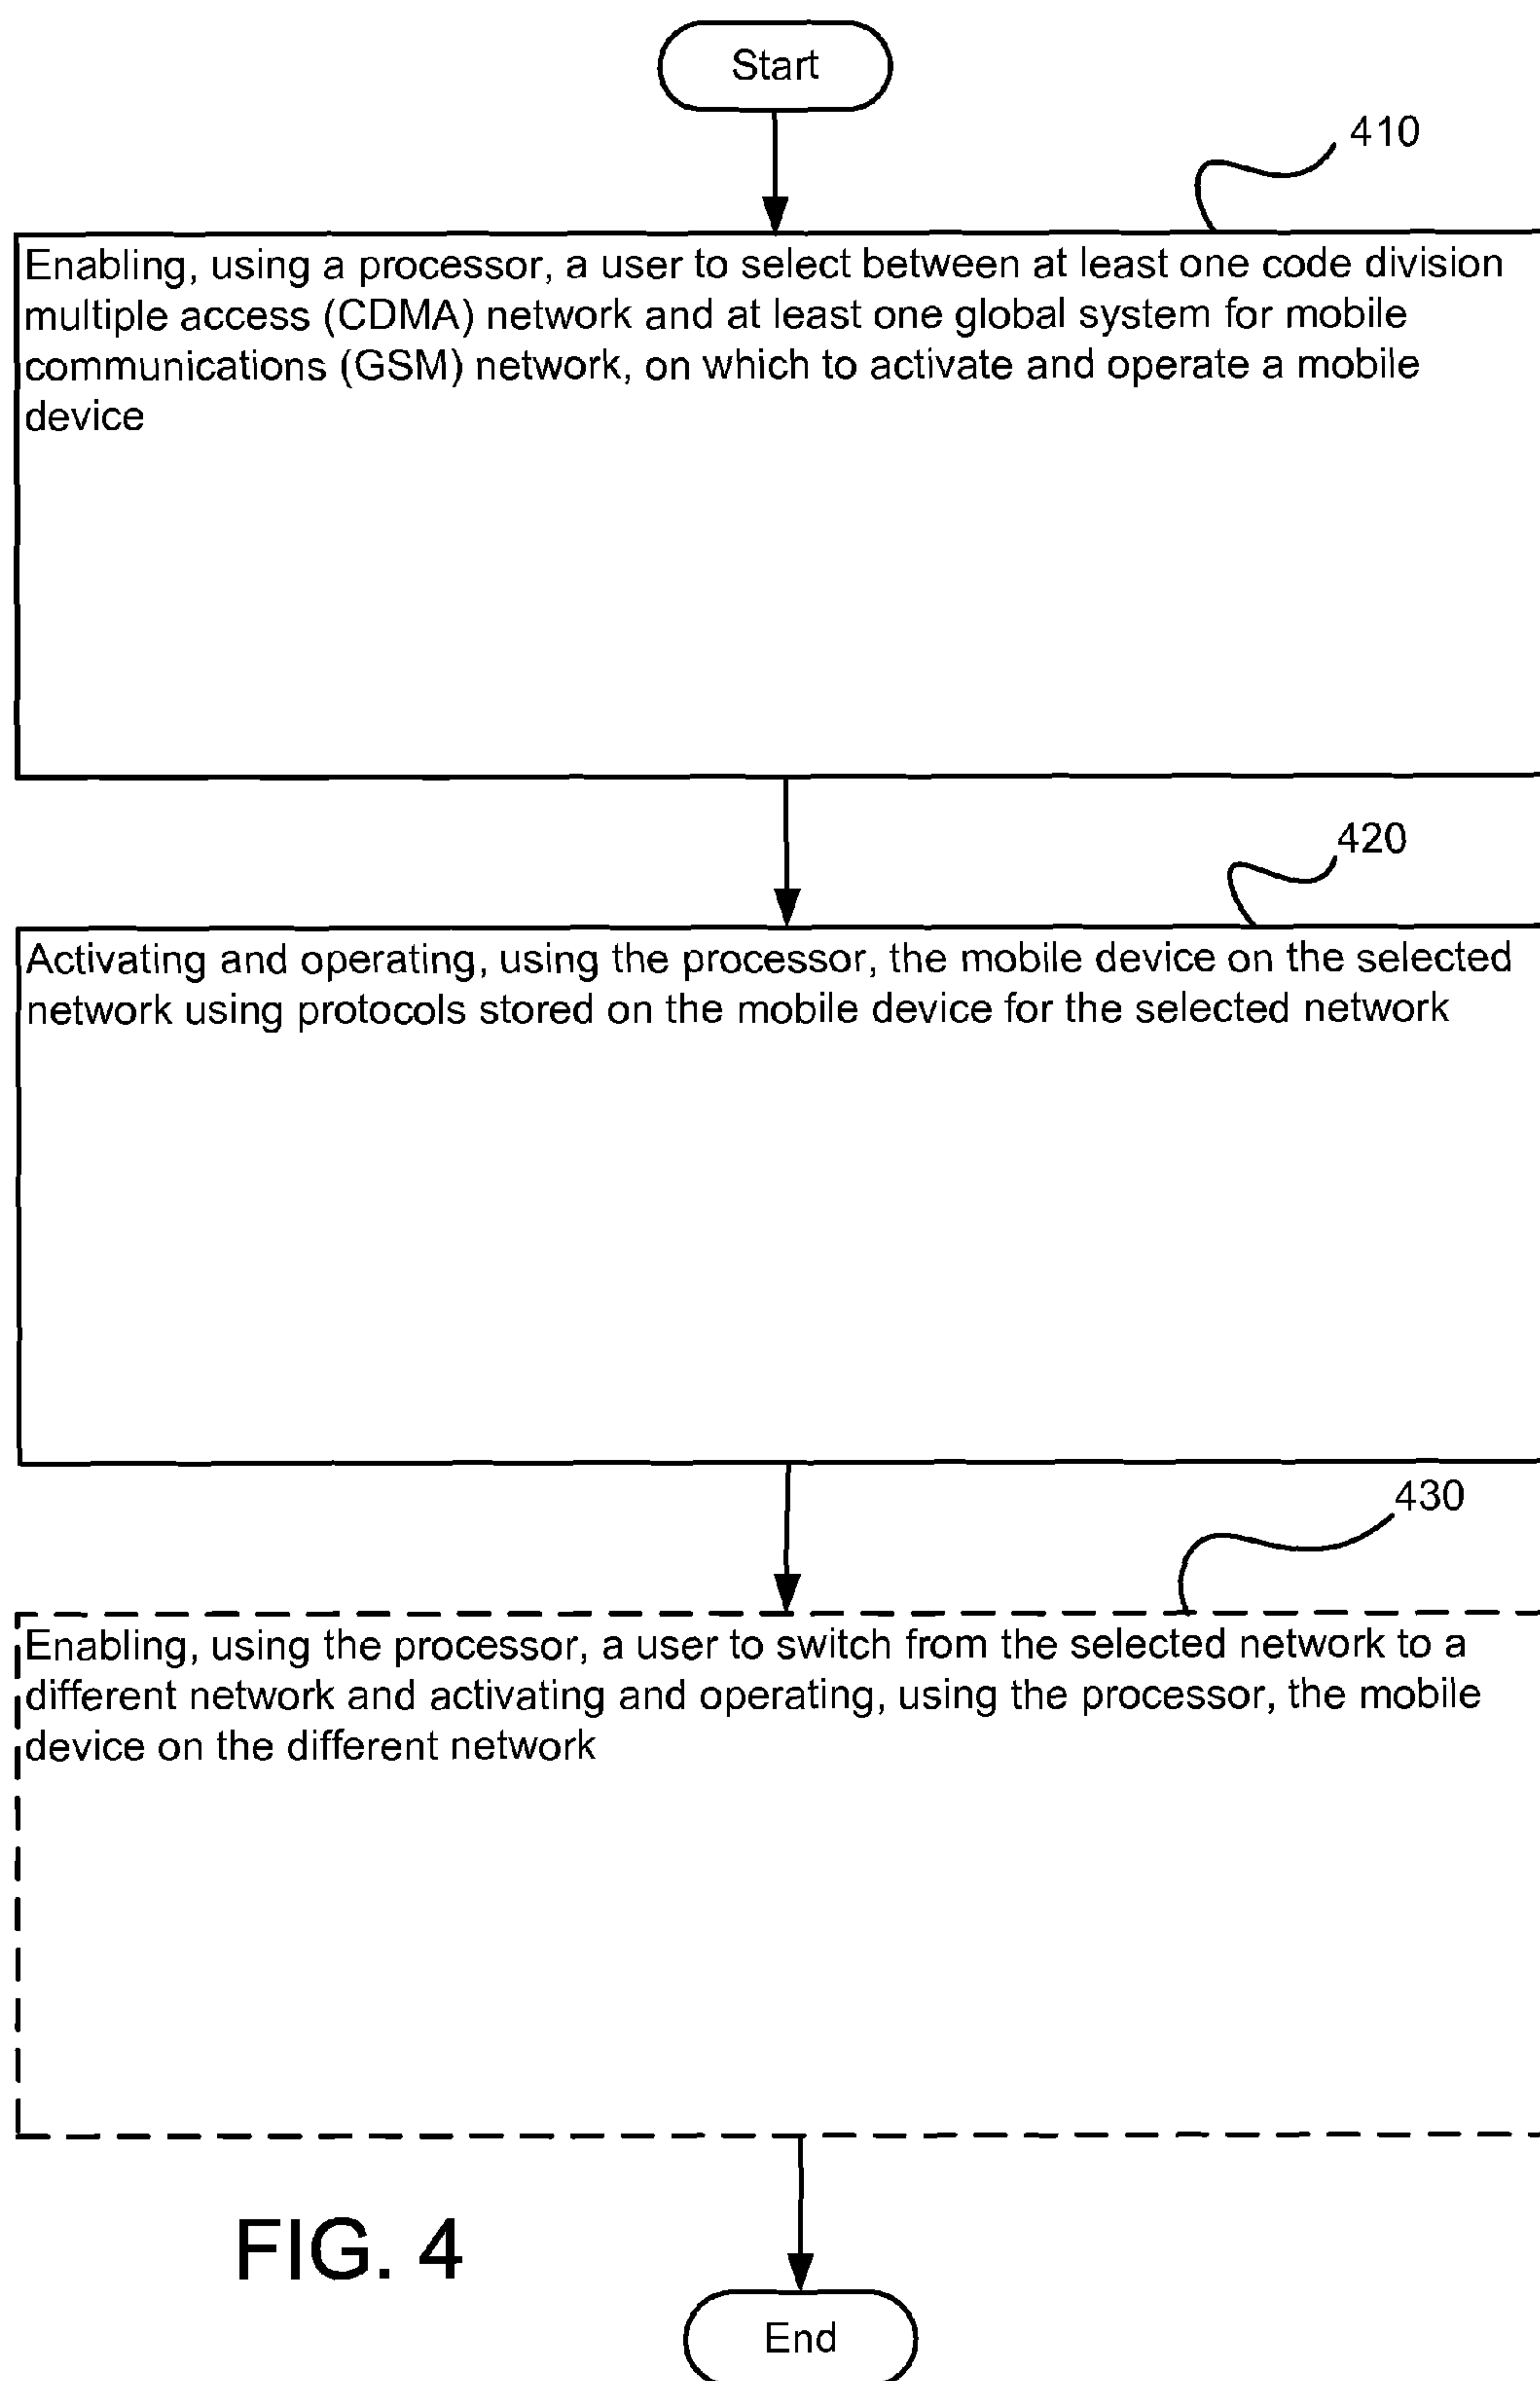 Start
410
Enabling, using a processor, a user to select between at least one code division
multiple access (CDMA) network and at least one global system for mobile
communications (GSM) network, on which to activate and operate a mobile
device
420
Activating and operating, using the processor, the mobile device on the selected
network using protocols stored on the mobile device for the selected network
430
Enabling, using the processor, a user to switch from the selected network to a
different network and activating and operating, using the processor, the mobile
device on the different network
FIG. 4
End